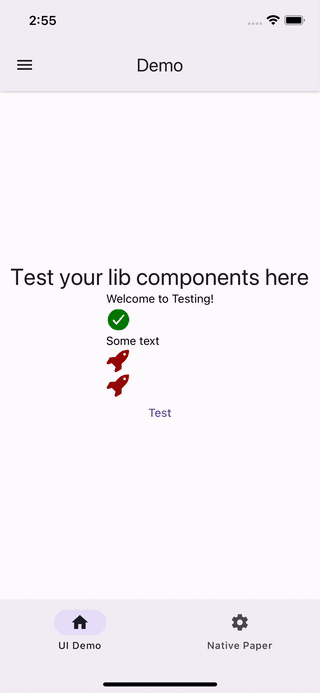 2:55
Demo
Test your lib components here
Welcome to Testing!
Some text
Test
UI Demo
Native Paper